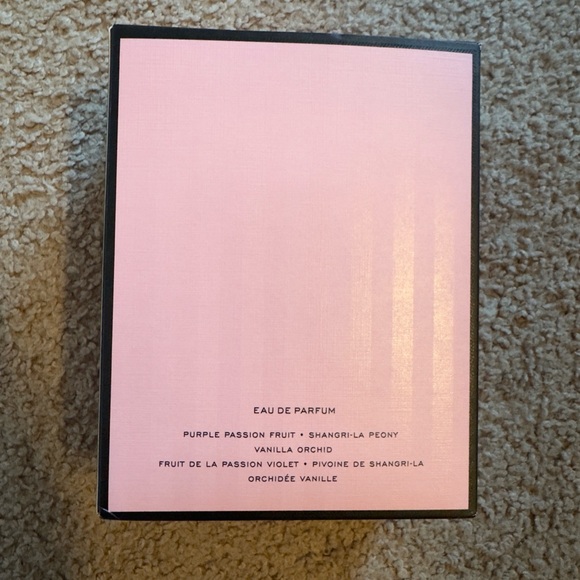 EAU DE PARFUM
PURPLE PASSION FRUIT • SHANGRI-LA PEONY
VANILLA ORCHID
FRUIT DE LA PASSION VIOLET • PIVOINE DE SHANGRI-LA
ORCHIDÉE VANILLE